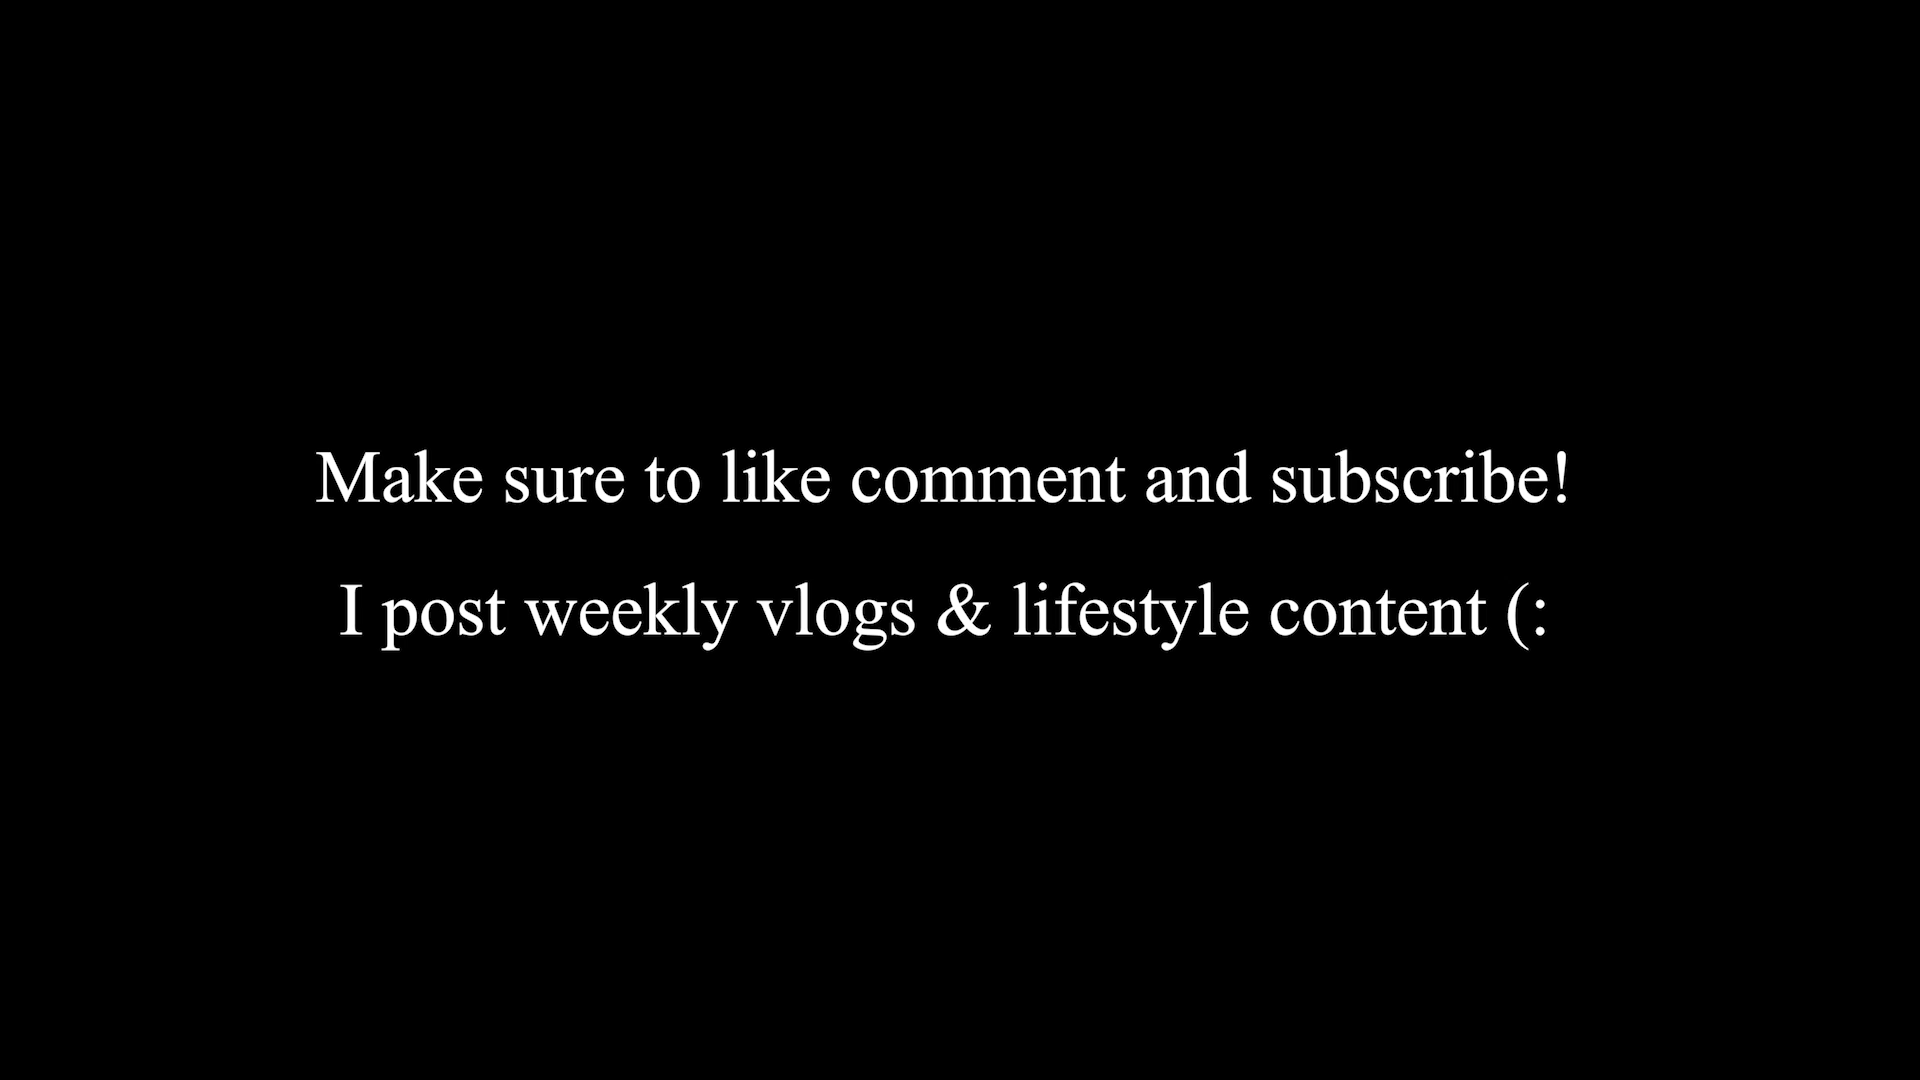 Make sure to like comment and subscribe!
I post weekly vlogs & lifestyle content (: